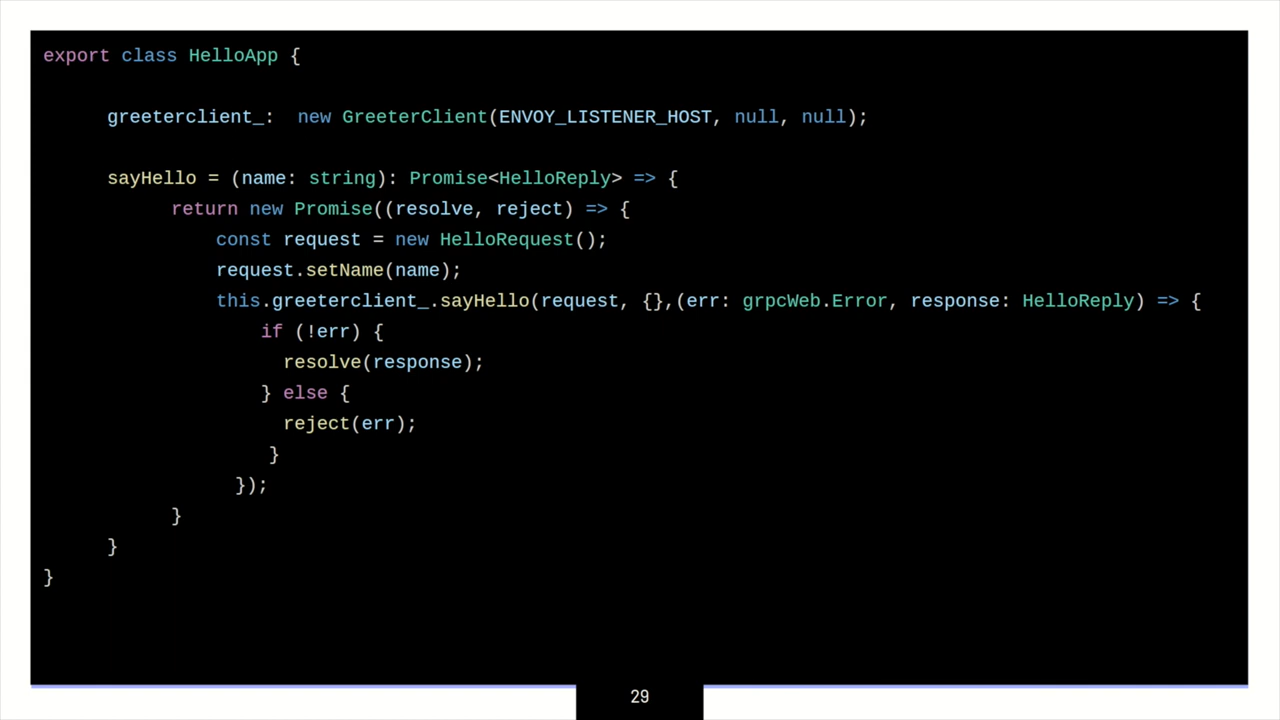 export class HelloApp {
greeterclient_:  new GreeterClient(ENVOY_LISTENER_HOST, null, null);
sayHello = (name: string): Promise<HelloReply> => {
return new Promise((resolve, reject) => {
const request = new HelloRequest();
request.setName(name);
this.greeterclient_.sayHello(request, {},(err: grpcWeb.Error, response: HelloReply) => {
if (!err) {
resolve(response);
} else {
reject(err);
}
});
}
}
}
29